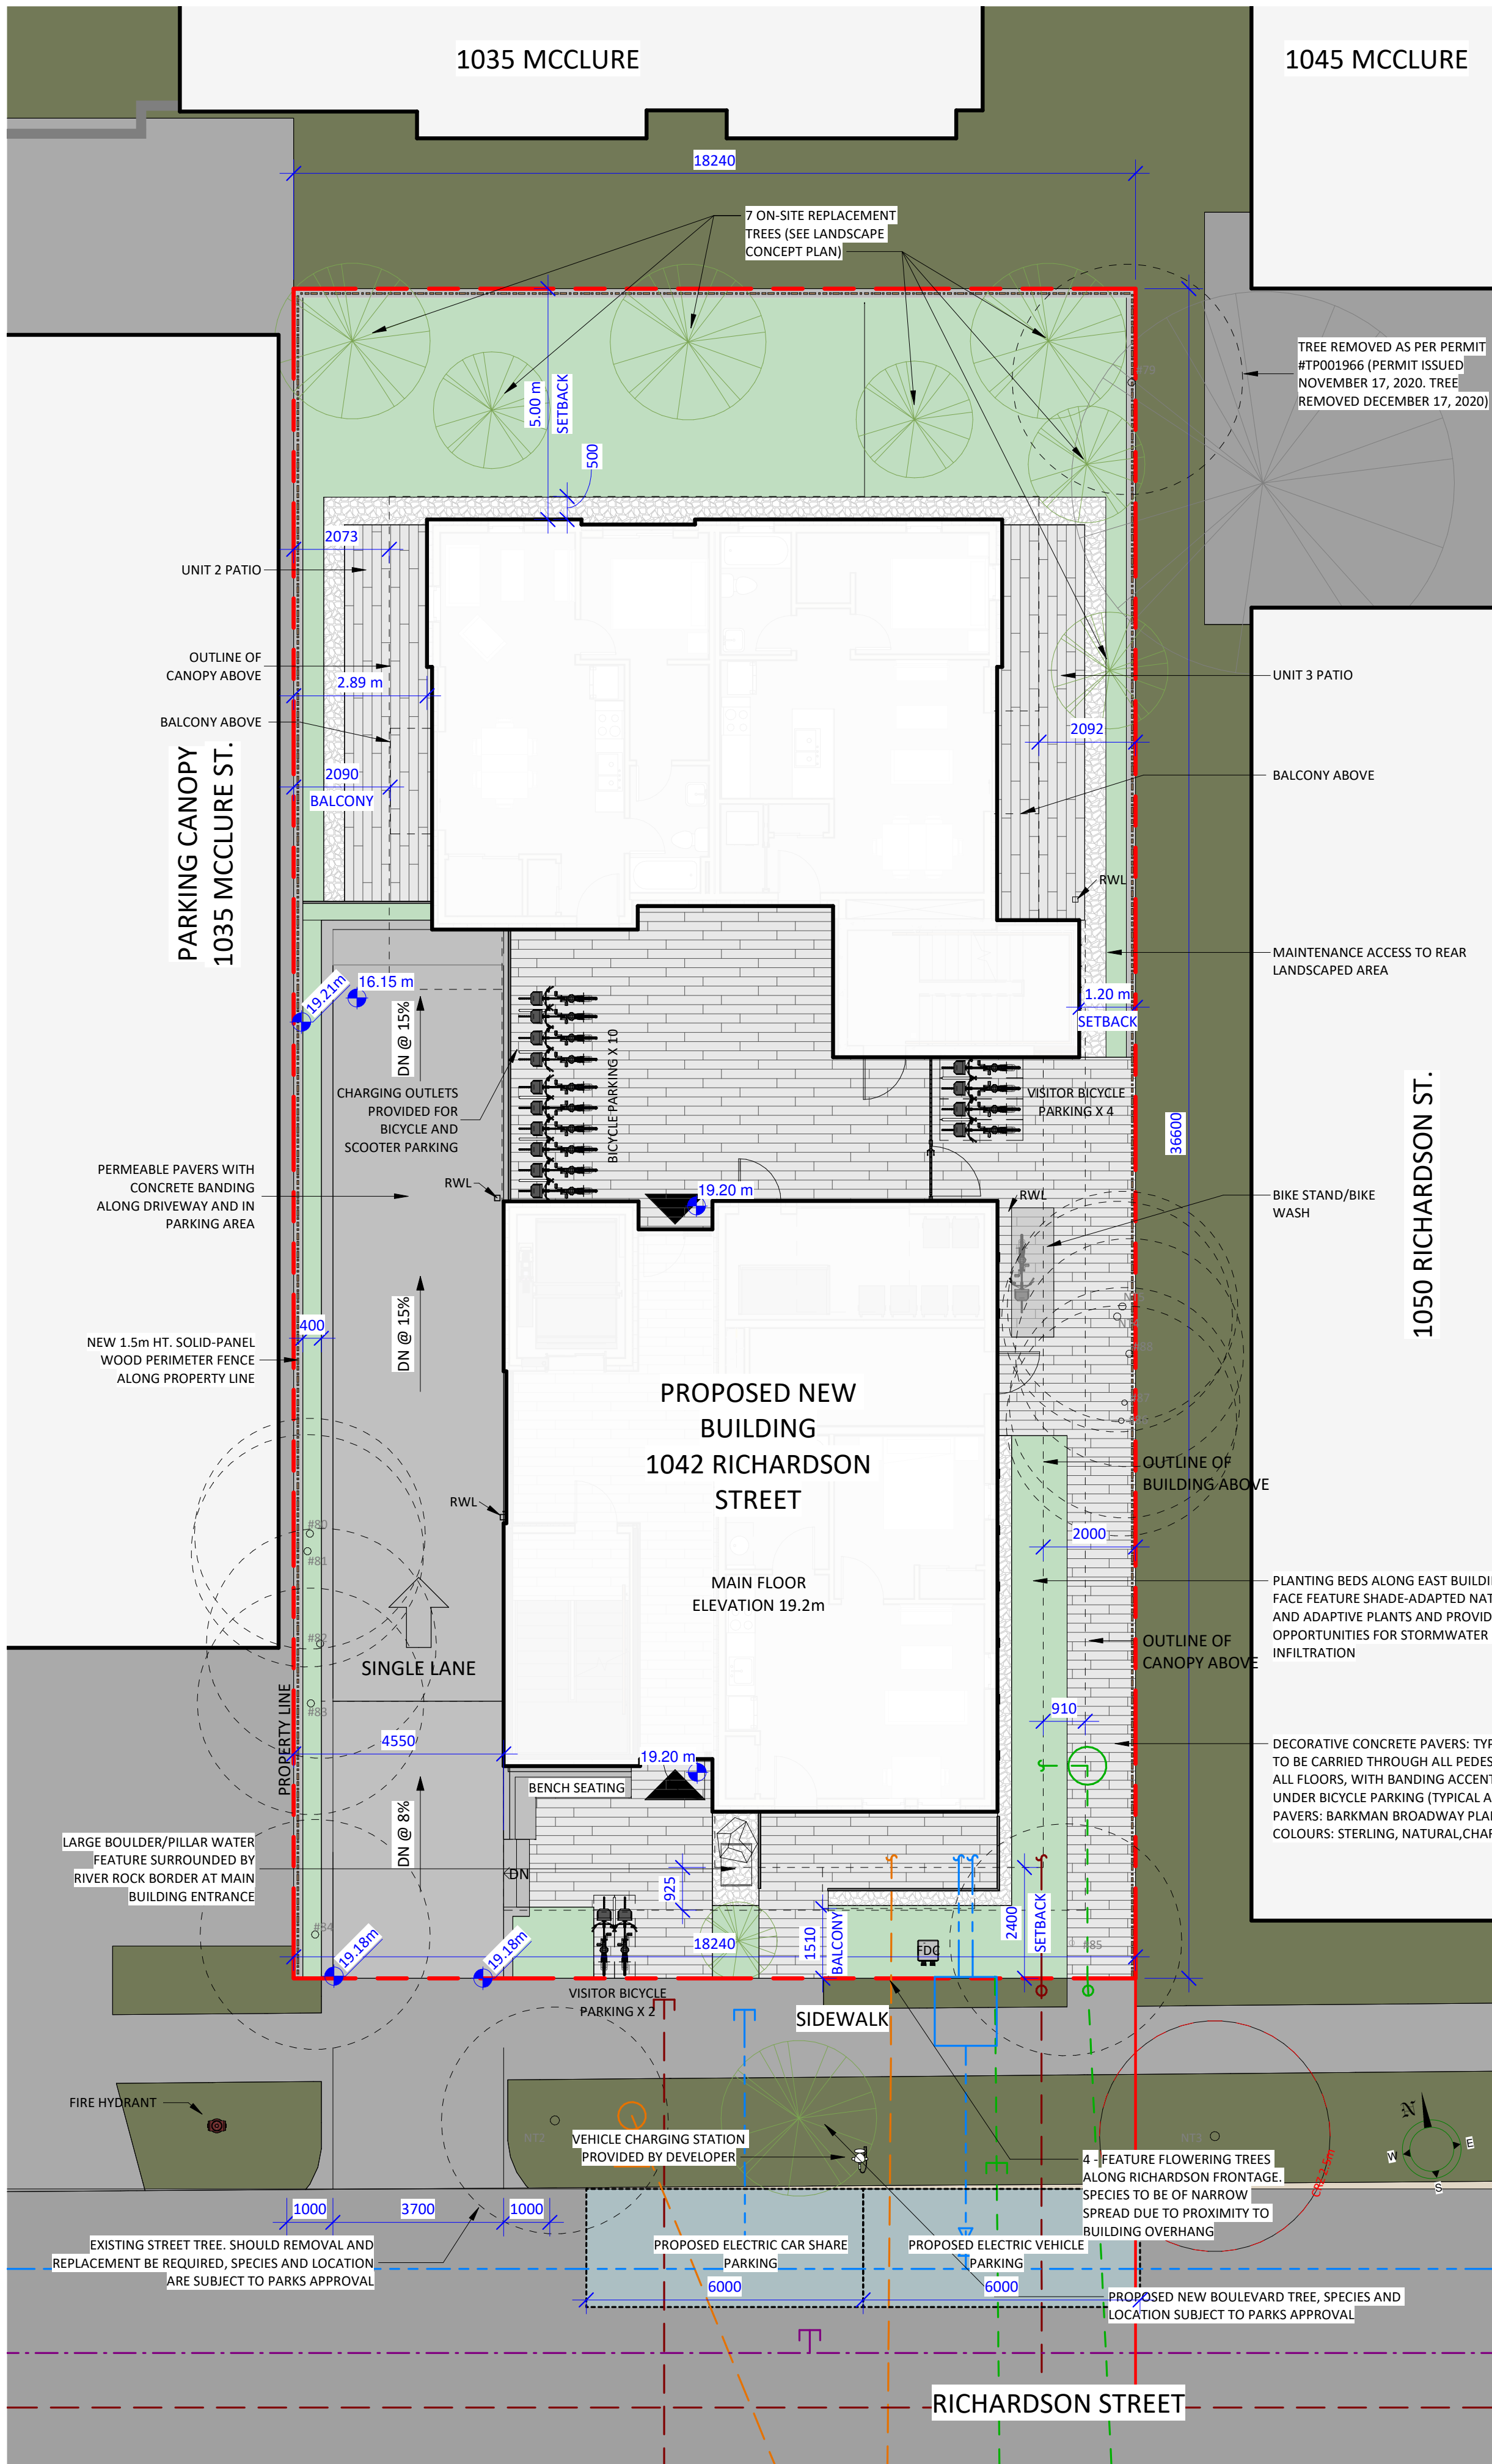 1035 MCCLURE
1045 MCCLURE
18240
7 ON-SITE REPLACEMENT
TREES (SEE LANDSCAPE
CONCEPT PLAN)
#79
TREE REMOVED AS PER PERMIT
#TP001966 (PERMIT ISSUED
NOVEMBER 17, 2020. TREE
REMOVED DECEMBER 17, 2020)
5.00 m
SETBACK
500
2073
UNIT 2 PATIO
OUTLINE OF
CANOPY ABOVE
2.89 m
BALCONY ABOVE
2090
BALCONY
PARKING CANOPY
1035 MCCLURE ST.
UNIT 3 PATIO
2092
BALCONY ABOVE
RWL
MAINTENANCE ACCESS TO REAR
LANDSCAPED AREA
1.20 m
SETBACK
19.21m
16.15 m
DN @ 15%
CHARGING OUTLETS
PROVIDED FOR
BICYCLE AND
SCOOTER PARKING
BICYCLE PARKING X 10
VISITOR BICYCLE
PARKING X 4
36600
1050 RICHARDSON ST.
PERMEABLE PAVERS WITH
CONCRETE BANDING
ALONG DRIVEWAY AND IN
PARKING AREA
RWL
19.20 m
RWL
BIKE STAND/BIKE
WASH
DN @ 15%
400
NEW 1.5m HT. SOLID-PANEL
WOOD PERIMETER FENCE
ALONG PROPERTY LINE
NT4
#88
PROPOSED NEW
BUILDING
1042 RICHARDSON
STREET
OUTLINE OF
BUILDING ABOVE
RWL
#80
#81
2000
MAIN FLOOR
ELEVATION 19.2m
PLANTING BEDS ALONG EAST
FACE FEATURE SHADE-ADAPTED
AND ADAPTIVE PLANTS AND
OPPORTUNITIES FOR STORMWATER
INFILTRATION
#82
OUTLINE OF
CANOPY ABOVE
SINGLE LANE
PROPERTY LINE
#83
910
4550
19.20 m
DECORATIVE CONCRETE PAVERS:
TO BE CARRIED THROUGH ALL
ALL FLOORS, WITH BANDING
UNDER BICYCLE PARKING (TYPICAL
PAVERS: BARKMAN BROADWAY
COLOURS: STERLING, NATURAL,
BENCH SEATING
DN @ 8%
LARGE BOULDER/PILLAR WATER
FEATURE SURROUNDED BY
RIVER ROCK BORDER AT MAIN
BUILDING ENTRANCE
DN
925
#84
19.18m
19.18m
18240
1510
BALCONY
FDC
2400
SETBACK
#85
VISITOR BICYCLE
PARKING X 2
SIDEWALK
FIRE HYDRANT
NT2
VEHICLE CHARGING STATION
PROVIDED BY DEVELOPER
NT3
CRZ 2.5m
N
W
E
S
4 - FEATURE FLOWERING TREES
ALONG RICHARDSON FRONTAGE.
SPECIES TO BE OF NARROW
SPREAD DUE TO PROXIMITY TO
BUILDING OVERHANG
1000
3700
1000
EXISTING STREET TREE. SHOULD REMOVAL AND
REPLACEMENT BE REQUIRED, SPECIES AND LOCATION
ARE SUBJECT TO PARKS APPROVAL
PROPOSED ELECTRIC CAR SHARE
PARKING
PROPOSED ELECTRIC VEHICLE
PARKING
6000
6000
PROPOSED NEW BOULEVARD TREE, SPECIES AND
LOCATION SUBJECT TO PARKS APPROVAL
RICHARDSON STREET